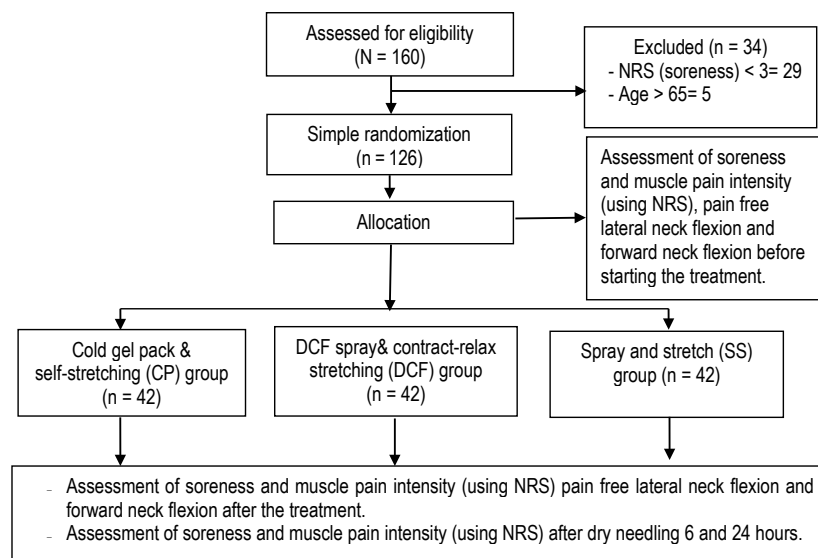 Assessed for eligibility
(N = 160)
Excluded (n = 34)
- NRS (soreness) < 3= 29
- Age > 65= 5
Simple randomization
(n = 126)
Assessment of soreness
and muscle pain intensity
(using NRS), pain free
lateral neck flexion and
forward neck flexion before
starting the treatment.
Allocation
Cold gel pack &
self-stretching (CP) group
(n = 42)
DCF spray& contract-relax
stretching (DCF) group
(n = 42)
Spray and stretch (SS)
group (n = 42)
- Assessment of soreness and muscle pain intensity (using NRS) pain free lateral neck flexion and
forward neck flexion after the treatment.
- Assessment of soreness and muscle pain intensity (using NRS) after dry needling 6 and 24 hours.